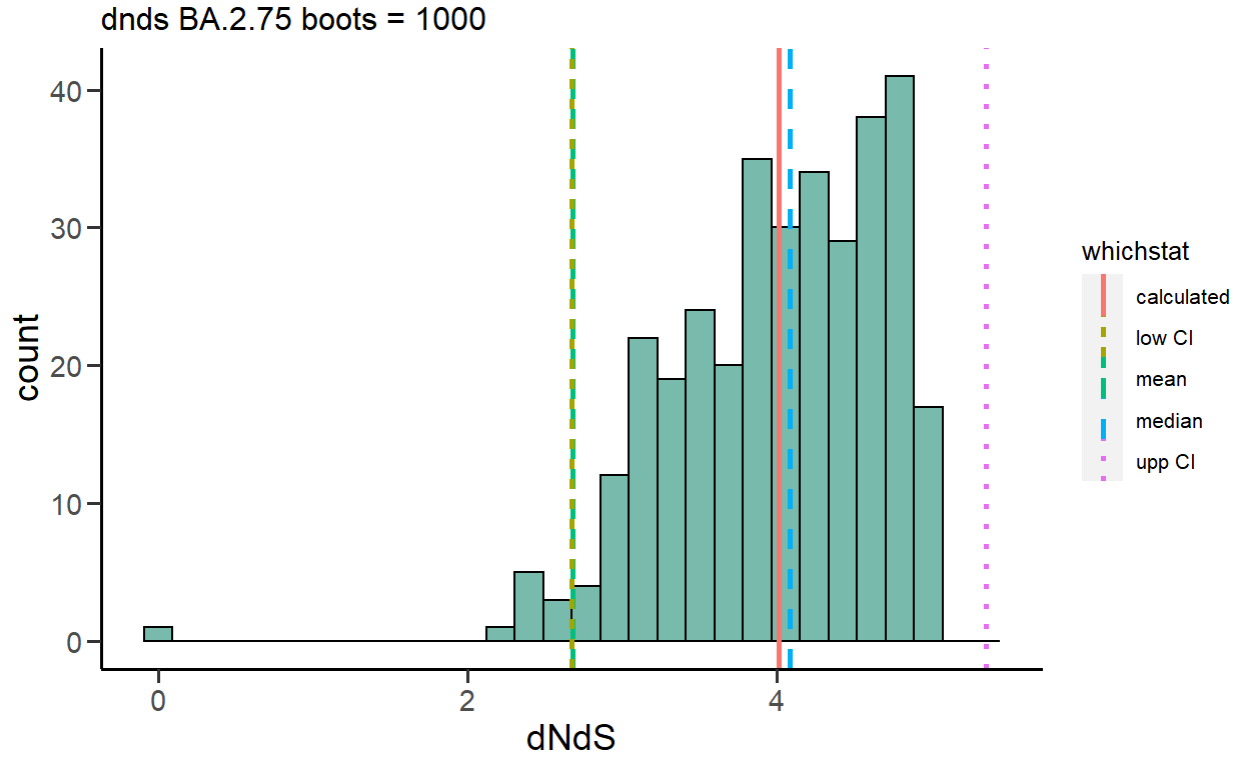 dnds BA.2.75 boots = 1000
40
30
20
10
0
count
0 2 4
dNdS
whichstat
calculated
low CI
mean
median
upp CI